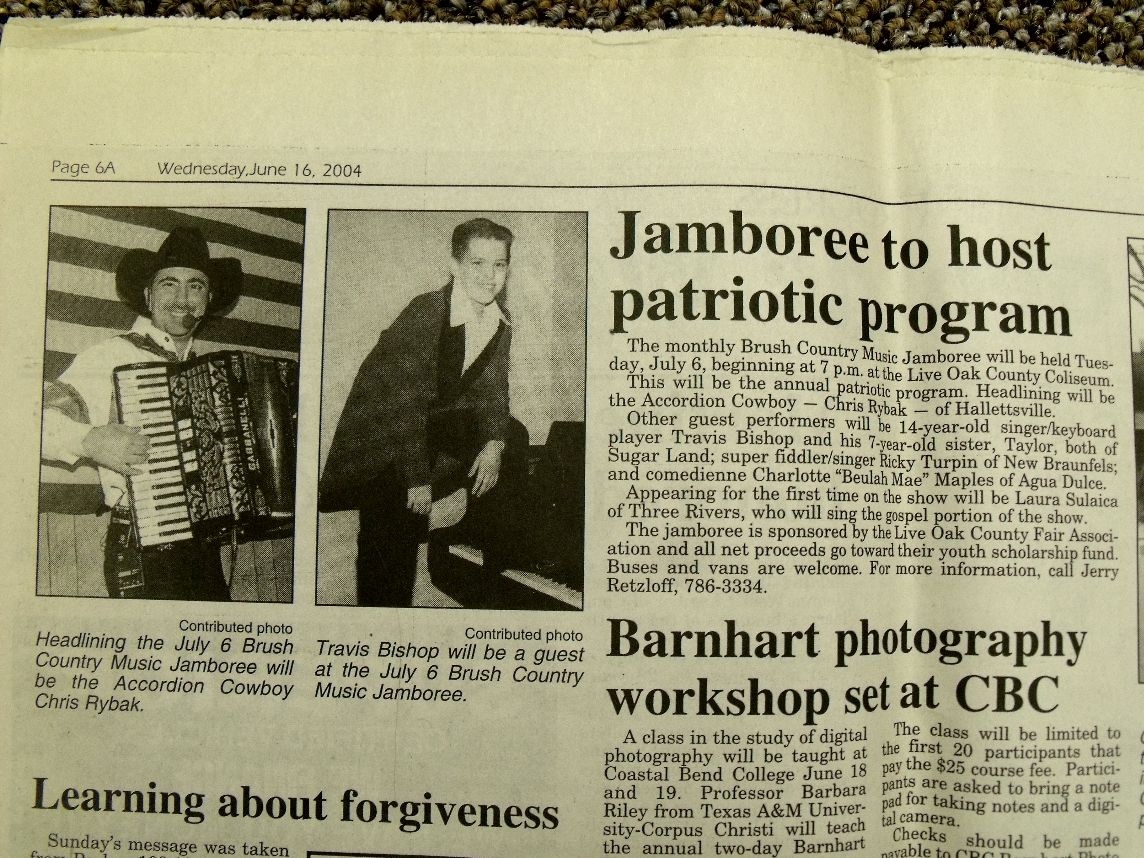 Page 6A Wednesday, June 16, 2004
GABBANELLI
Contributed photo
Headlining the July 6 Brush
Country Music Jamboree will
be the Accordion Cowboy
Chris Rybak.
Contributed photo
Travis Bishop will be a guest
at the July 6 Brush Country
Music Jamboree.
Jamboree to host
patriotic program
The monthly Brush Country Music Jamboree will be held Tues-
day, July 6, beginning at 7 p.m. at the Live Oak County Coliseum.
This will be the annual patriotic program. Headlining will be
the Accordion Cowboy — Chris Rybak — of Hallettsville.
Other guest performers will be 14-year-old singer/keyboard
player Travis Bishop and his 7-year-old sister, Taylor, both of
Sugar Land; super fiddler/singer Ricky Turpin of New Braunfels;
and comedienne Charlotte “Beulah Mae” Maples of Agua Dulce.
Appearing for the first time on the show will be Laura Sulaica
of Three Rivers, who will sing the gospel portion of the show.
The jamboree is sponsored by the Live Oak County Fair Associ-
ation and all net proceeds go toward their youth scholarship fund.
Buses and vans are welcome. For more information, call Jerry
Retzloff, 786-3334.
Barnhart photography
workshop set at CBC
A class in the study of digital
photography will be taught at
Coastal Bend College June 18
and 19. Professor Barbara
Riley from Texas A&M Univer-
sity-Corpus Christi will teach
the annual two-day Barnhart
The class will be limited to
the first 20 participants that
pay the $25 course fee. Partici-
pants are asked to bring a note
pad for taking notes and a digi-
tal camera.
Checks should be made
payable to CBC
Learning about forgiveness
Sunday's message was taken